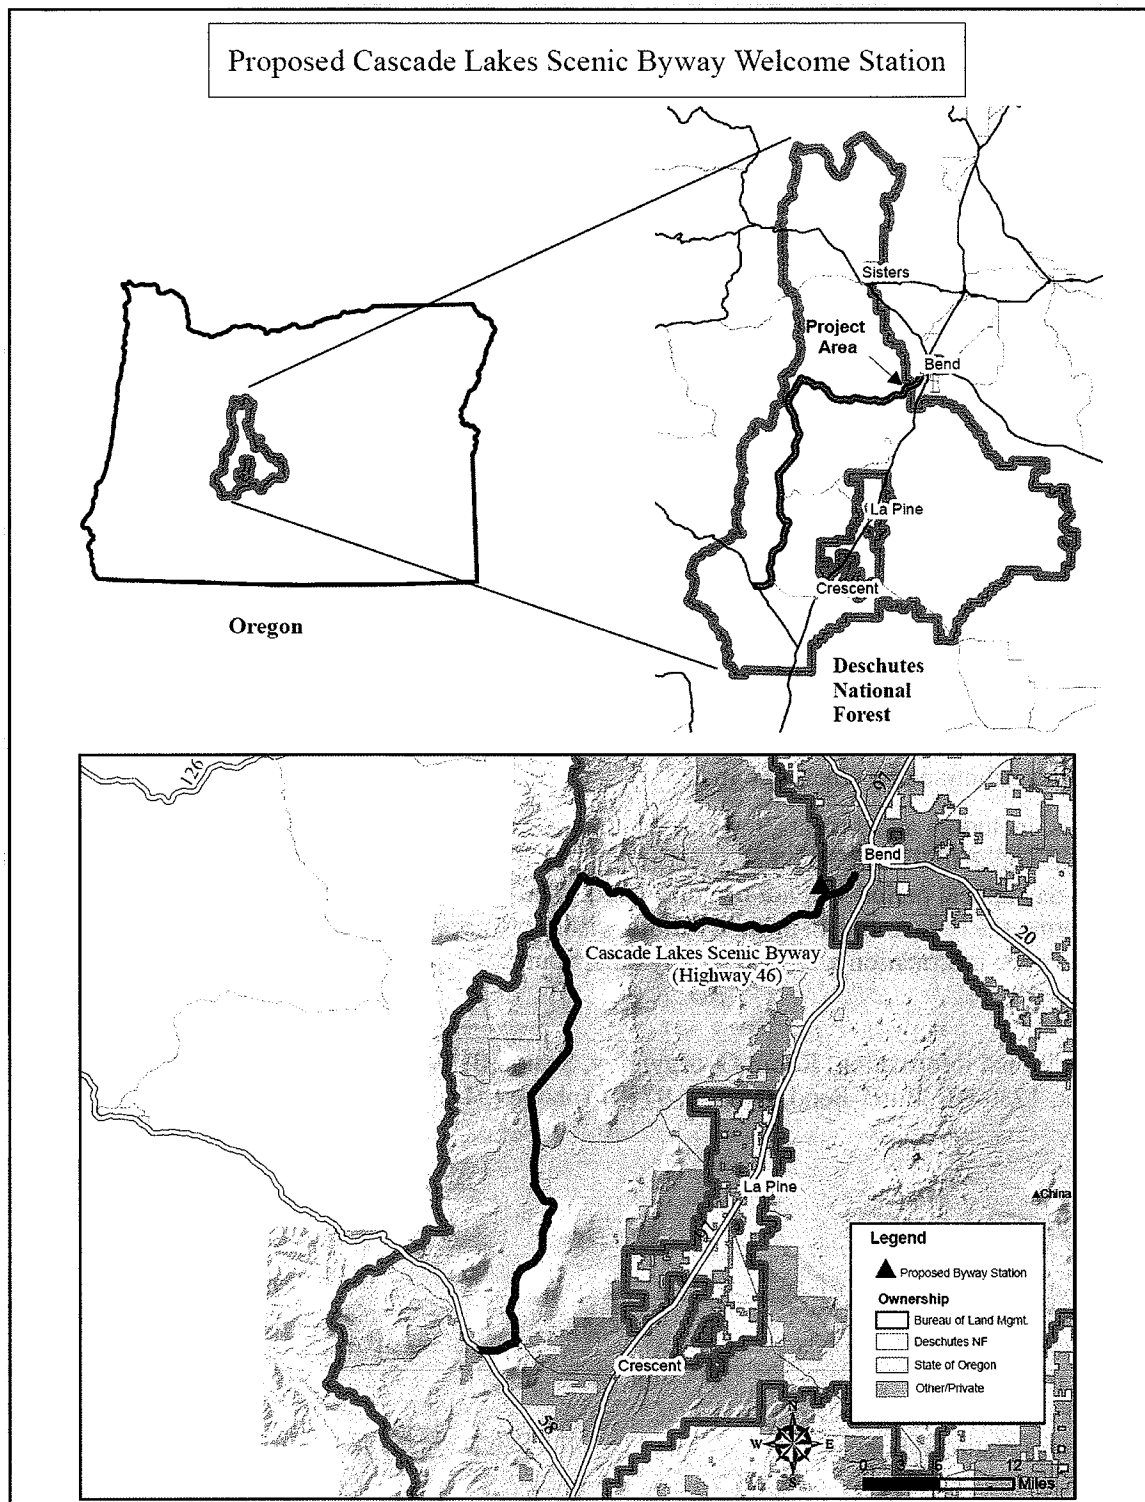 Proposed Cascade Lakes Scenic Byway Welcome Station
Sisters
Project
Area
Bend
La Pine
Crescent
Oregon
Deschutes
National
Forest
126
97
Bend
20
Cascade Lakes Scenic Byway
(Highway 46)
La Pine
China
Crescent
58
Legend
Proposed Byway Station
Ownership
Bureau of Land Mgmt.
Deschutes NF
State of Oregon
Other/Private
N
W
E
S
0 3 6 12
Miles